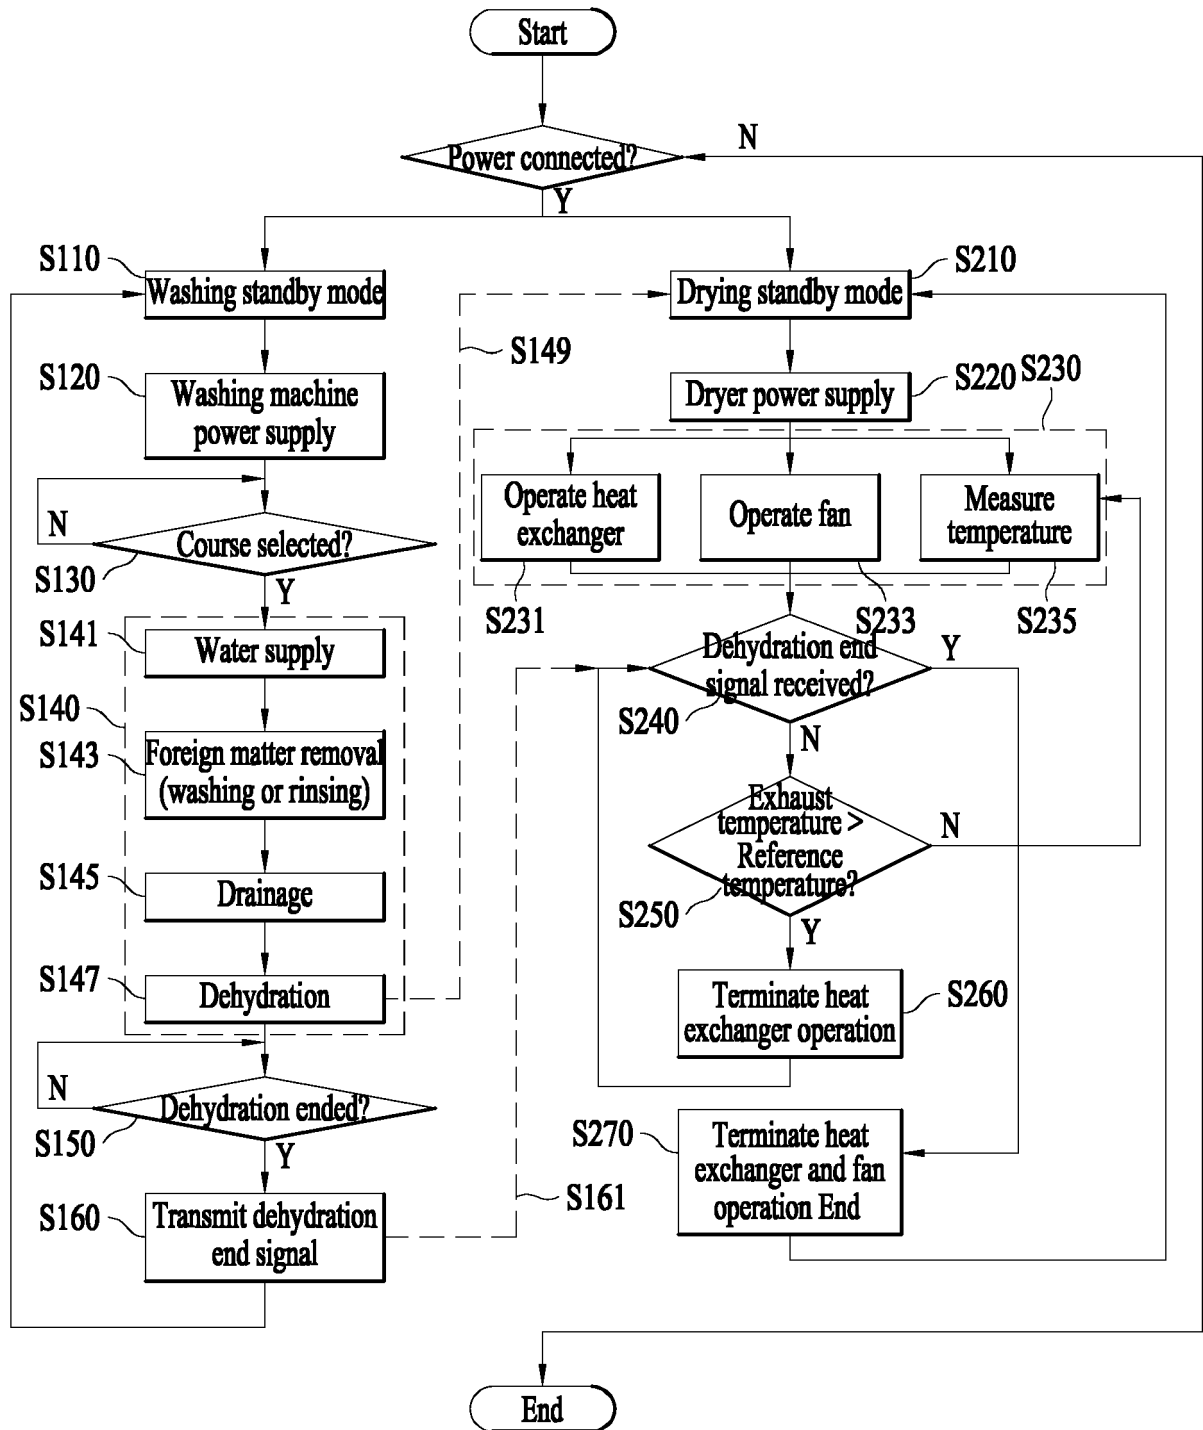 Start
Power connected?
N
Y
S110
Washing standby mode
S210
Drying standby mode
S149
S120
Washing machine
power supply
S220
Dryer power supply
S230
Operate heat
exchanger
Operate fan
Measure
temperature
N
Course selected?
S130
Y
S231
S233
S235
S141
Water supply
Dehydration end
signal received?
Y
S240
N
S140
S143
Foreign matter removal
(washing or rinsing)
Exhaust
temperature >
Reference
temperature?
N
S250
Y
S145
Drainage
S147
Dehydration
Terminate heat
exchanger operation
S260
N
Dehydration ended?
S150
Y
S270
Terminate heat
exchanger and fan
operation End
S160
Transmit dehydration
end signal
S161
End